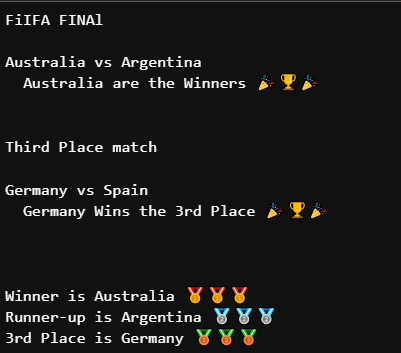 FiIFA FINAl
Australia vs Argentina
Australia are the Winners 🎉🏆🎉
Third Place match
Germany vs Spain
Germany Wins the 3rd Place 🎉🏆🎉
Winner is Australia 🥇🥇🥇
Runner-up is Argentina 🥈🥈🥈
3rd Place is Germany 🥉🥉🥉